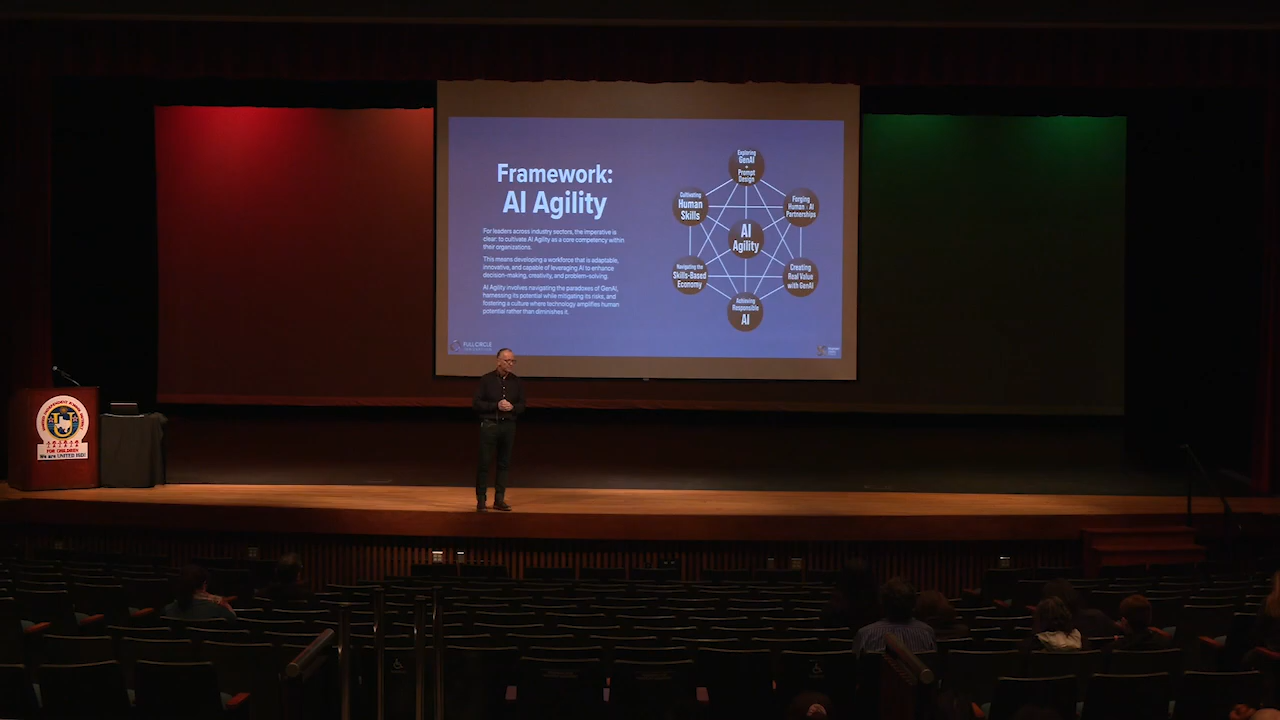 Framework:
AI Agility
For leaders across industry sectors, the imperative is
clear: to cultivate AI Agility as a core competency within
their organizations.
This means developing a workforce that is adaptable,
innovative, and capable of leveraging AI to enhance
decision-making, creativity, and problem-solving.
AI Agility involves navigating the paradoxes of GenAI,
harnessing its potential while mitigating its risks, and
fostering a culture where technology amplifies human
potential rather than diminishes it.
Exploring
GenAI
+
Prompt
Design
Cultivating
Human
Skills
Forging
Human + AI
Partnerships
AI
Agility
Navigating the
Skills-Based
Economy
Creating
Real Value
with GenAI
Achieving
Responsible
AI
FULL CIRCLE
FOR CHILDREN
We are UNITED ISD!